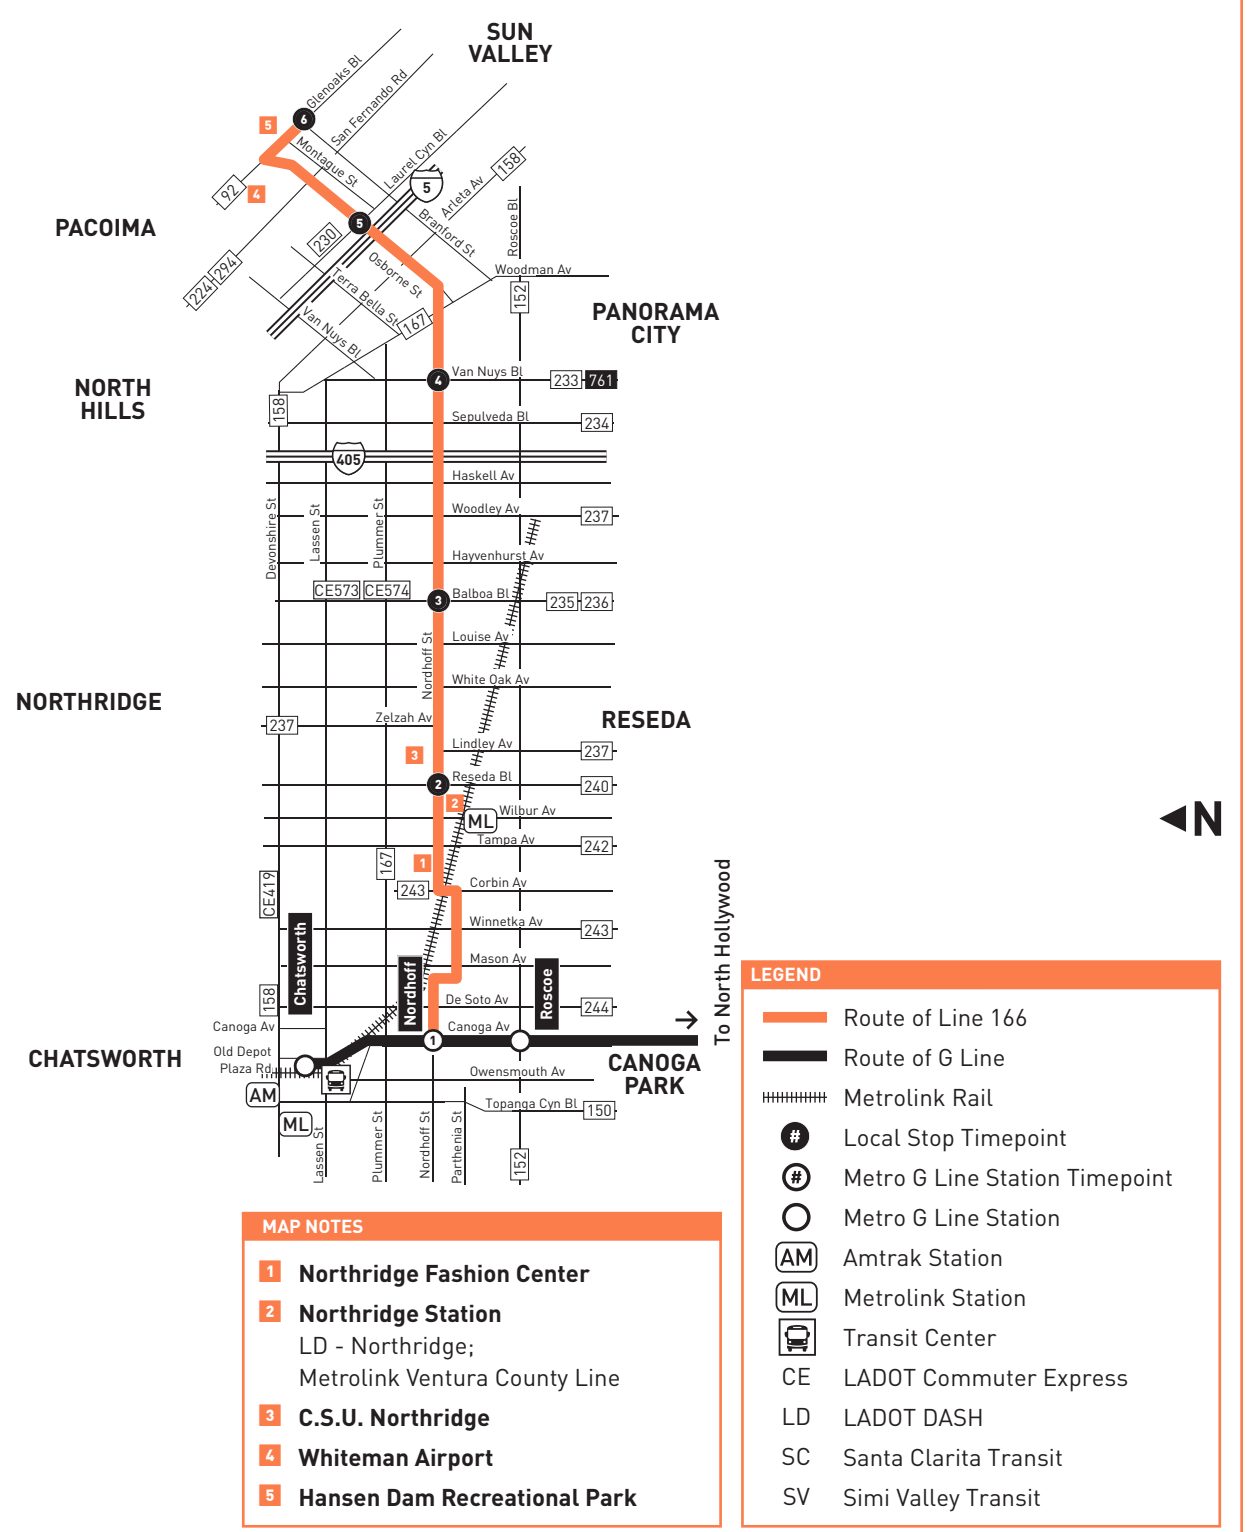 SUN
VALLEY
Glenoaks Bl
San Fernando Rd
6
5
Montague St
Laurel Cyn Bl
158
92
4
5
Arleta Av
PACOIMA
5
Branford St
Roscoe Bl
230
Osborne St
224 294
Woodman Av
Terra Bella St
152
PANORAMA
CITY
167
Van Nuys Bl
NORTH
HILLS
4
Van Nuys Bl
233 761
158
Sepulveda Bl
234
405
Haskell Av
Devonshire St
Lassen St
Plummer St
Woodley Av
237
Hayvenhurst Av
CE573 CE574
3
Balboa Bl
235 236
Nordhoff St
Louise Av
White Oak Av
NORTHRIDGE
237
Zelzah Av
RESEDA
3
Lindley Av
237
2
Reseda Bl
240
2
Wilbur Av
ML
N
Tampa Av
242
167
1
CE419
243
Corbin Av
Winnetka Av
243
Chatsworth
Mason Av
Nordhoff
Roscoe
To North Hollywood
158
De Soto Av
244
Canoga Av
Canoga Av
1
CHATSWORTH
Old Depot
Plaza Rd
CANOGA
PARK
Owensmouth Av
AM
Topanga Cyn Bl
150
ML
Lassen St
Plummer St
Nordhoff St
Parthenia St
152
LEGEND
Route of Line 166
Route of G Line
Metrolink Rail
# Local Stop Timepoint
# Metro G Line Station Timepoint
Metro G Line Station
AM Amtrak Station
ML Metrolink Station
Transit Center
CE LADOT Commuter Express
LD LADOT DASH
SC Santa Clarita Transit
SV Simi Valley Transit
MAP NOTES
1 Northridge Fashion Center
2 Northridge Station
LD - Northridge;
Metrolink Ventura County Line
3 C.S.U. Northridge
4 Whiteman Airport
5 Hansen Dam Recreational Park